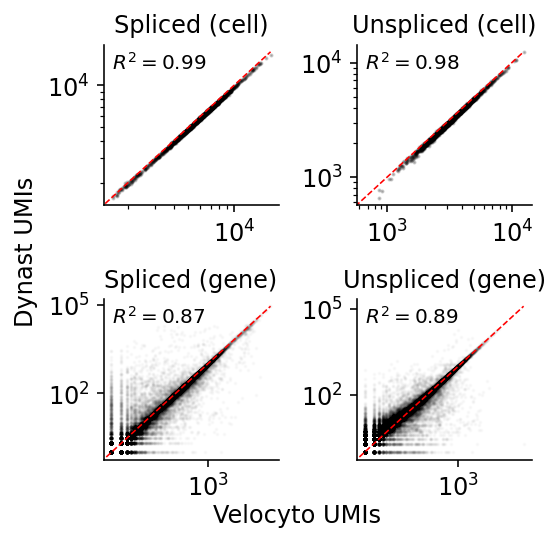 Spliced (cell)
Unspliced (cell)
R² = 0.99
R² = 0.98
10⁴
10⁴
10³
10⁴
10³
10⁴
Dynast UMIs
Spliced (gene)
Unspliced (gene)
R² = 0.87
R² = 0.89
10⁵
10²
10⁵
10²
10³
10³
Velocyto UMIs